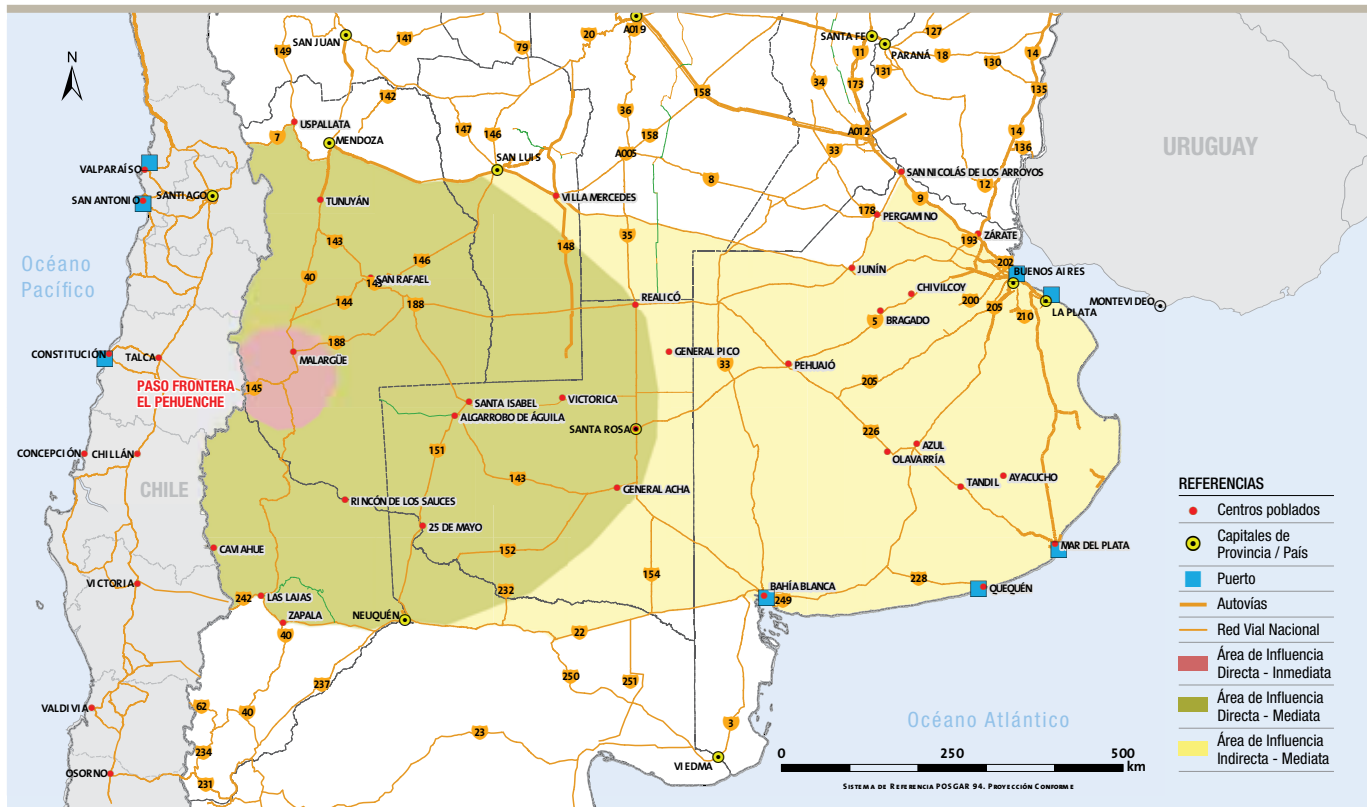 SAN JUAN
149
141
79
20
A019
SANTA FE
127
11
PARANÁ
18
14
131
130
N
142
34
173
135
158
36
USPALLATA
147
146
158
A012
14
7
MENDOZA
136
URUGUAY
SAN LUIS
A005
33
VALPARAÍSO
8
SAN NICOLÁS DE LOS ARROYOS
12
SANTIAGO
VILLA MERCEDES
9
SAN ANTONIO
TUNUYÁN
178
PERGAMINO
143
35
193
ZÁRATE
148
146
202
Océano
Pacífico
40
SAN RAFAEL
143
JUNÍN
BUENOS AIRES
CHIVILCOY
144
188
REALICÓ
200
205
210
MONTEVIDEO
LA PLATA
5
BRAGADO
188
CONSTITUCIÓN
TALCA
MALARGÜE
GENERAL PICO
33
PEHUAJÓ
205
PASO FRONTERA
EL PEHUENCHE
145
SANTA ISABEL
VICTORICA
ALGARROBO DE ÁGUILA
SANTA ROSA
226
AZUL
151
OLAVARRÍA
CONCEPCIÓN
CHILLÁN
143
TANDIL
AYACUCHO
CHILE
GENERAL ACHA
RINCÓN DE LOS SAUCES
25 DE MAYO
CAVIAHUE
152
MAR DEL PLATA
154
228
VICTORIA
242
LAS LAJAS
232
BAHÍA BLANCA
249
QUEQUÉN
ZAPALA
NEUQUÉN
40
22
237
250
251
62
VALDIVIA
40
3
23
Océano Atlántico
234
VIEDMA
OSORNO
231
REFERENCIAS
Centros poblados
Capitales de
Provincia / País
Puerto
Autovías
Red Vial Nacional
Área de Influencia
Directa - Inmediata
Área de Influencia
Directa - Mediata
Área de Influencia
Indirecta - Mediata
0
250
500
km
SISTEMA DE REFERENCIA POSGAR 94. PROYECCIÓN CONFORME